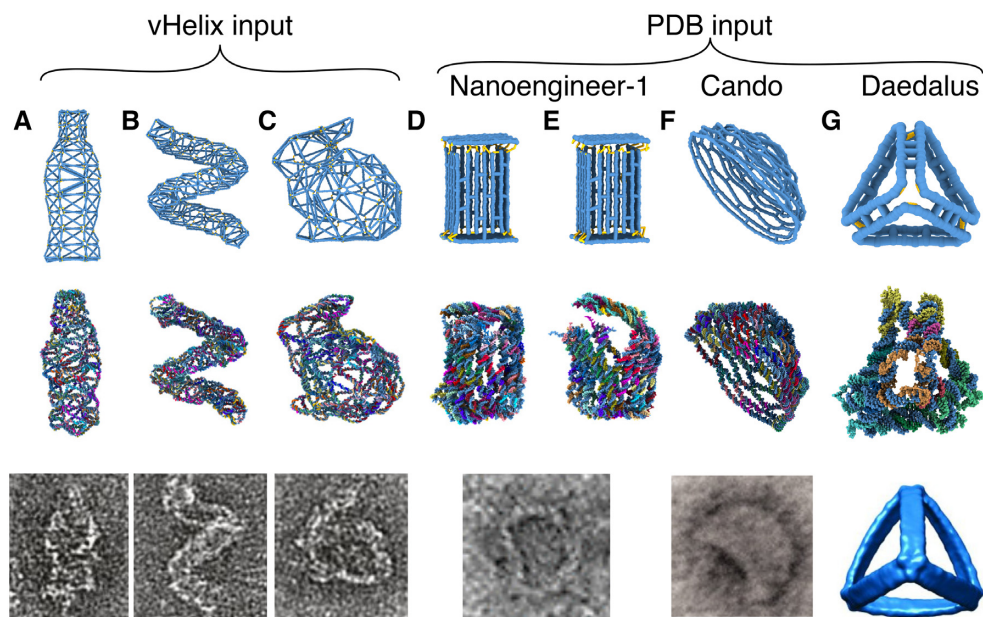 vHelix input
PDB input
Nanoengineer-1
Cando
Daedalus
A
B
C
D
E
F
G